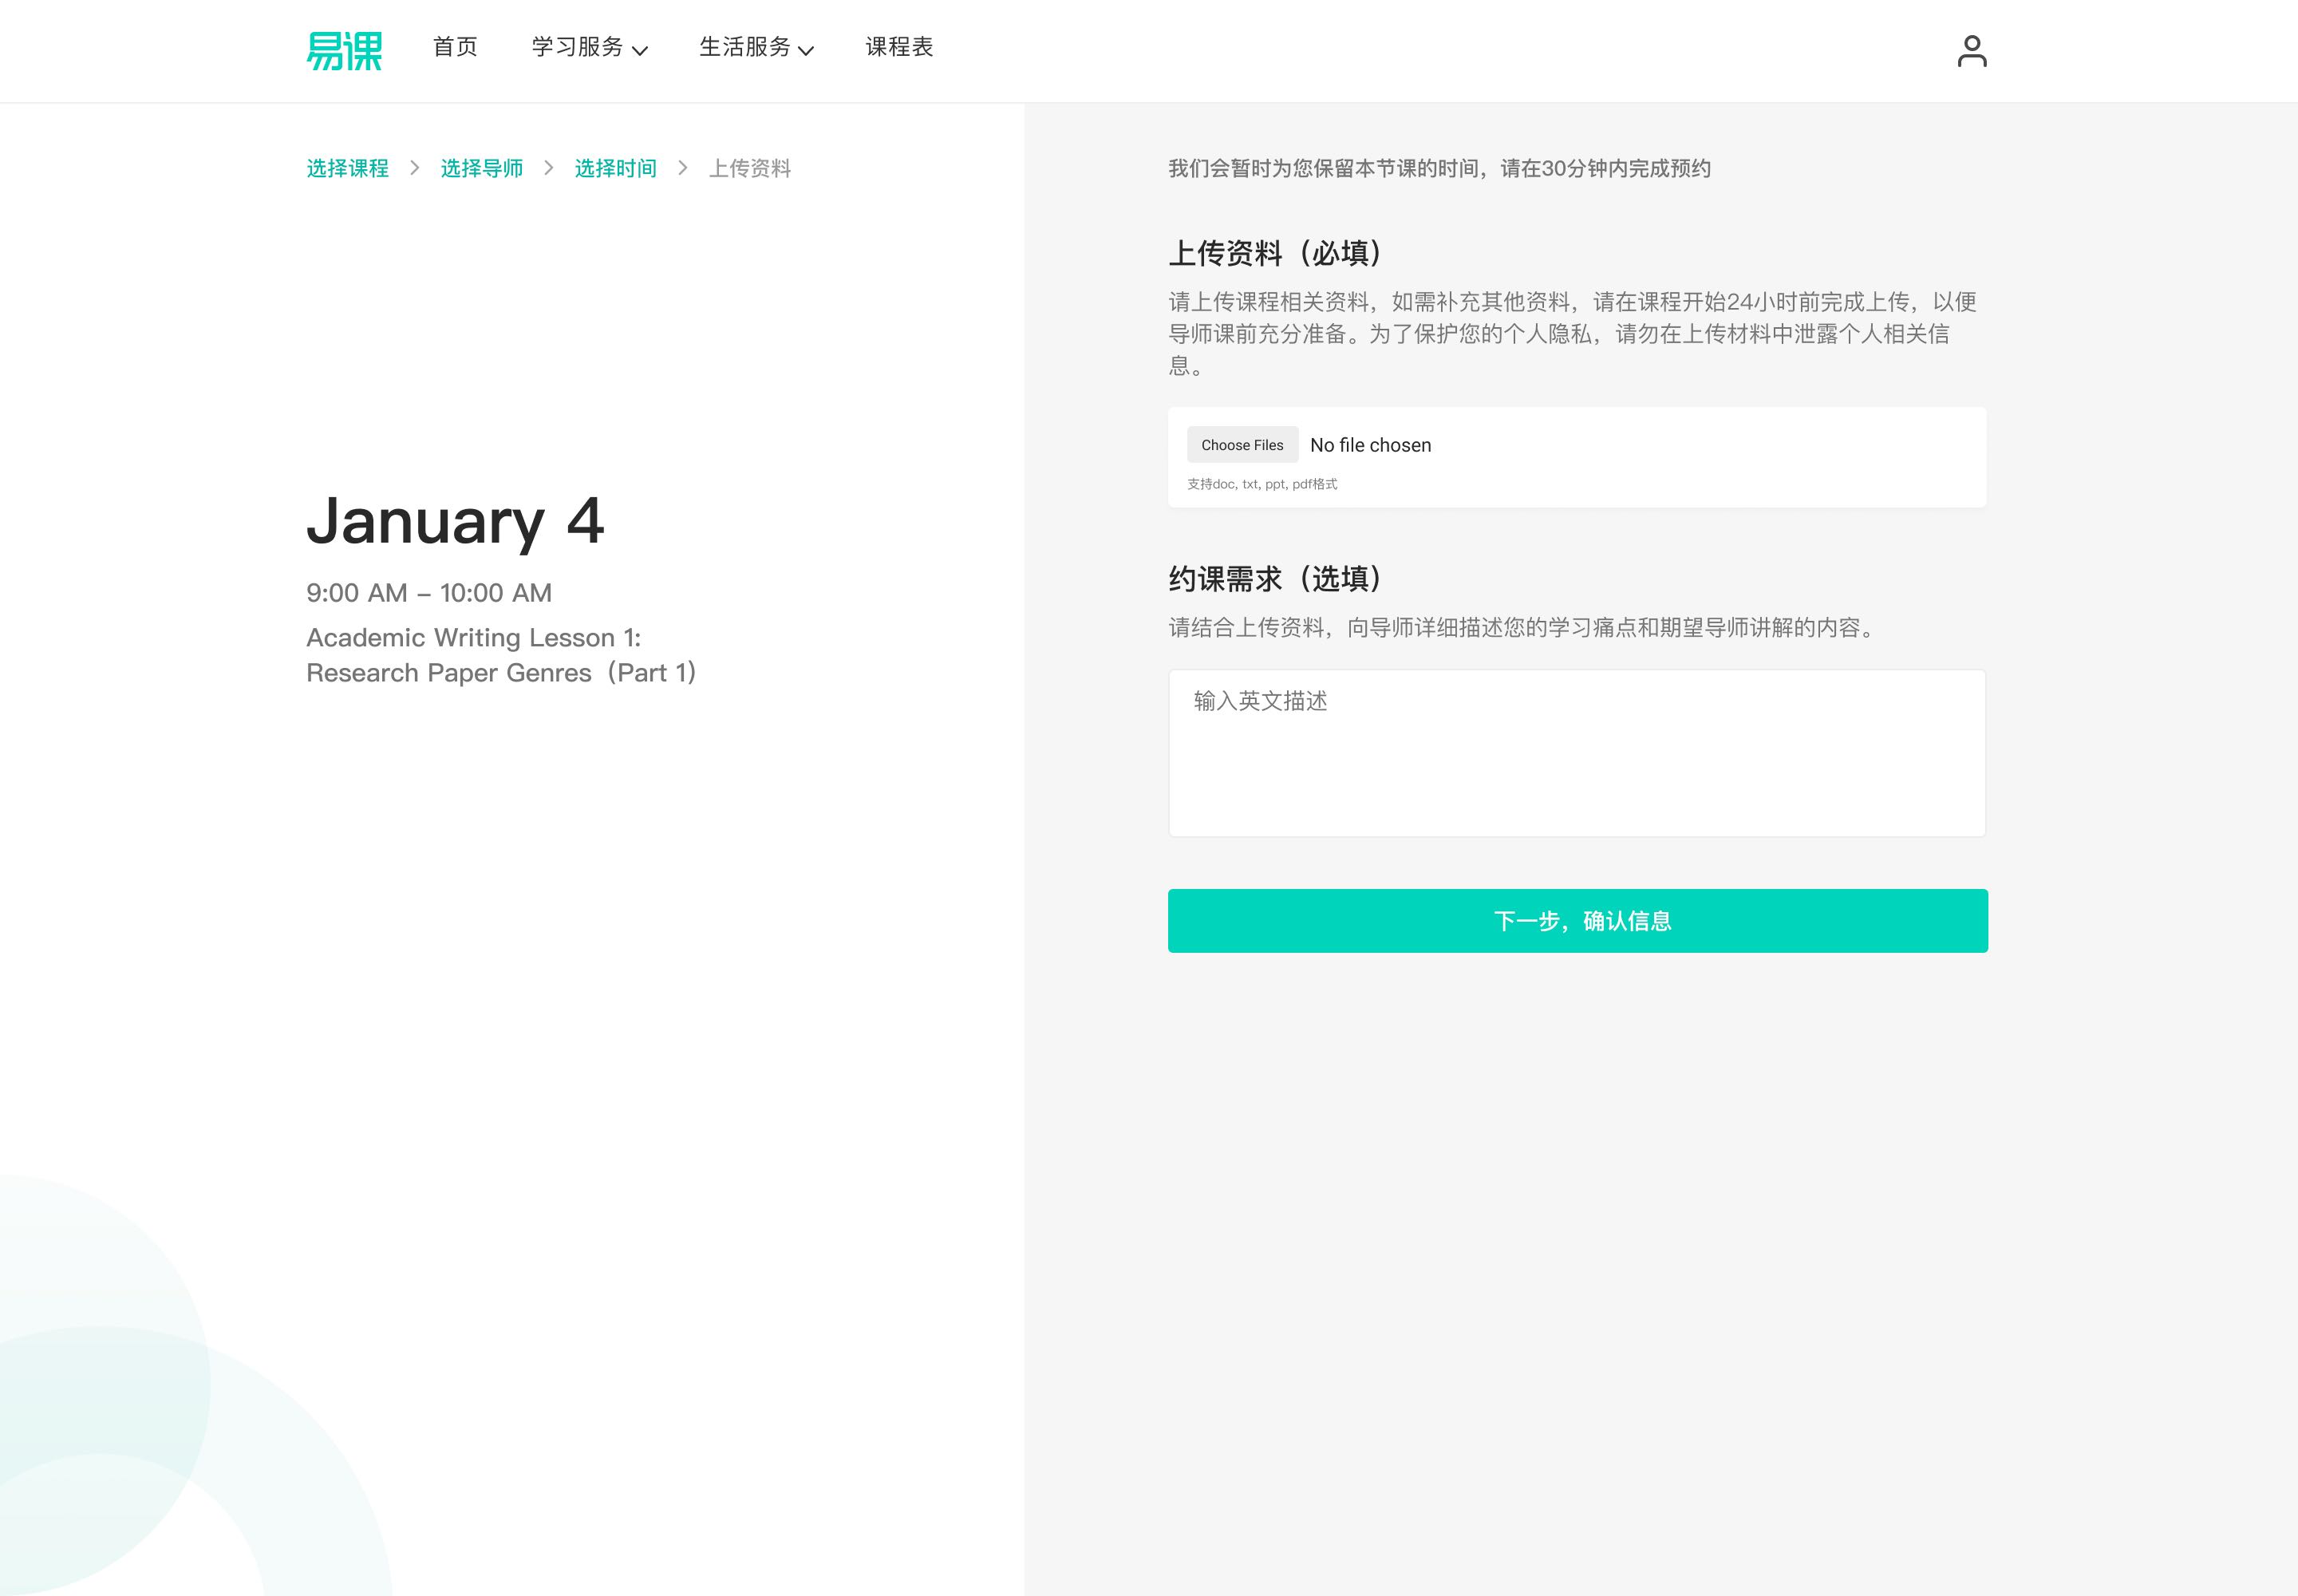 易课
首页
学习服务
生活服务
课程表
选择课程 > 选择导师 > 选择时间 > 上传资料
January 4
9:00 AM – 10:00 AM
Academic Writing Lesson 1:
Research Paper Genres（Part 1）
我们会暂时为您保留本节课的时间，请在30分钟内完成预约
上传资料（必填）
请上传课程相关资料，如需补充其他资料，请在课程开始24小时前完成上传，以便
导师课前充分准备。为了保护您的个人隐私，请勿在上传材料中泄露个人相关信
息。
Choose Files No file chosen
支持doc, txt, ppt, pdf格式
约课需求（选填）
请结合上传资料，向导师详细描述您的学习痛点和期望导师讲解的内容。
输入英文描述
下一步，确认信息